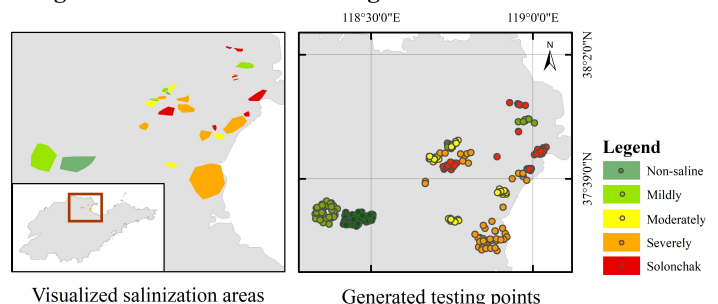 118°30'0"E 119°0'0"E
N
38°2'0"N
37°39'0"N
Legend
Non-saline
Mildly
Moderately
Severely
Solonchak
Visualized salinization areas
Generated testing points